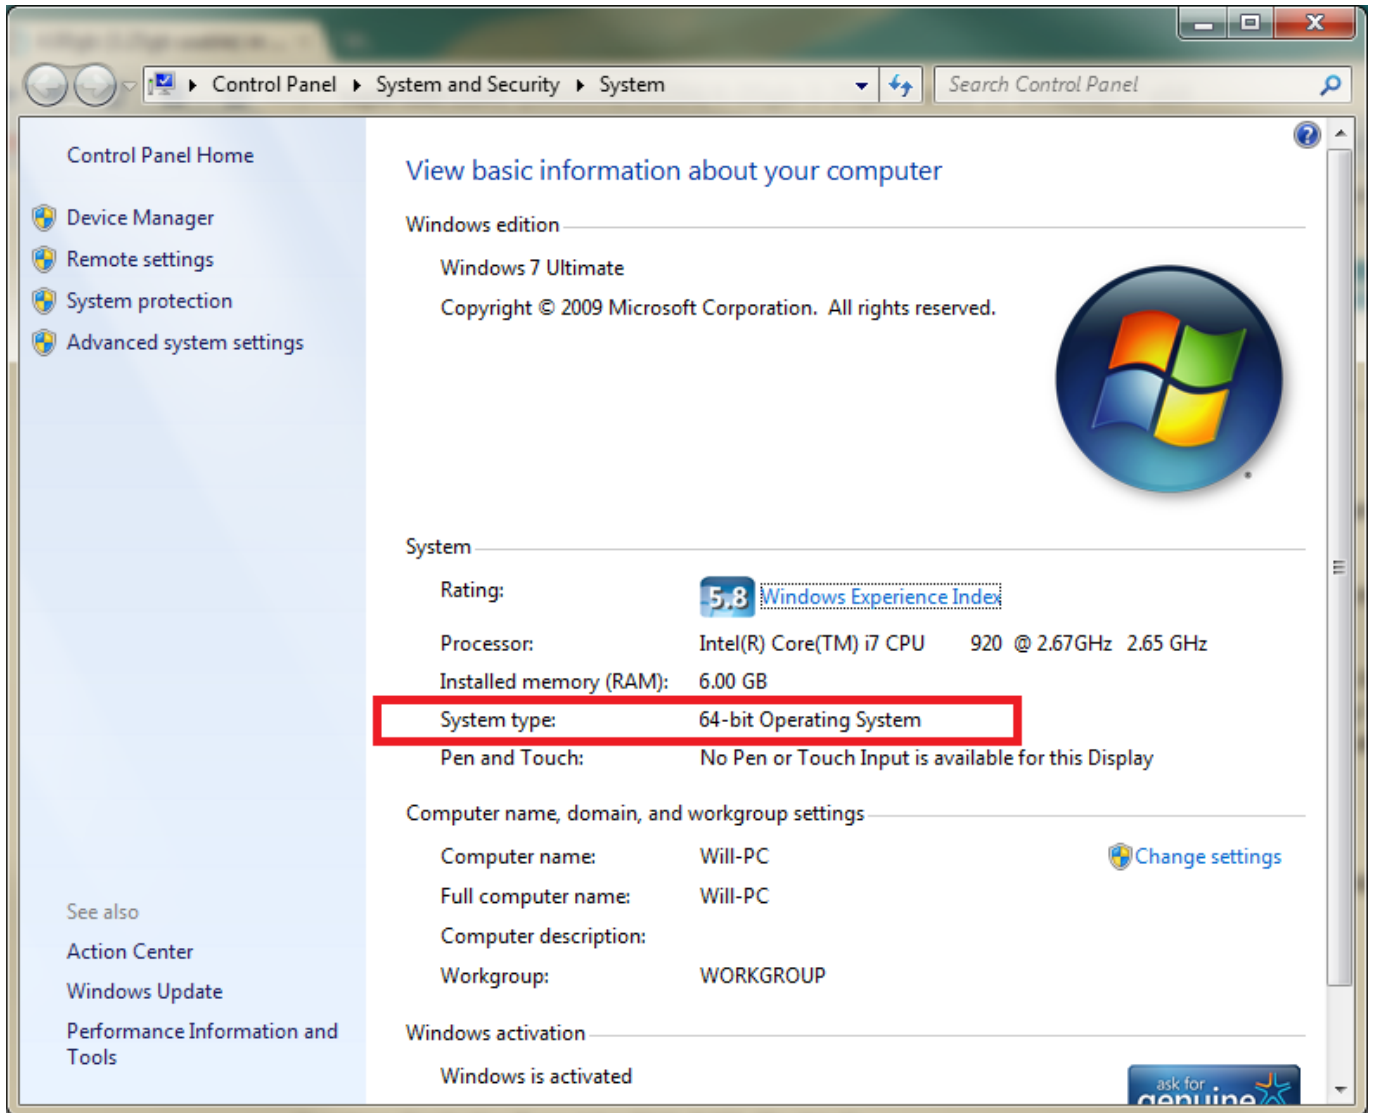 Control Panel ▸ System and Security ▸ System
Search Control Panel
Control Panel Home
Device Manager
Remote settings
System protection
Advanced system settings
See also
Action Center
Windows Update
Performance Information and
Tools
View basic information about your computer
Windows edition
Windows 7 Ultimate
Copyright © 2009 Microsoft Corporation.  All rights reserved.
System
Rating: 5.8 Windows Experience Index
Processor: Intel(R) Core(TM) i7 CPU 920 @ 2.67GHz 2.65 GHz
Installed memory (RAM): 6.00 GB
System type: 64-bit Operating System
Pen and Touch: No Pen or Touch Input is available for this Display
Computer name, domain, and workgroup settings
Computer name: Will-PC Change settings
Full computer name: Will-PC
Computer description:
Workgroup: WORKGROUP
Windows activation
Windows is activated
ask for
genuine